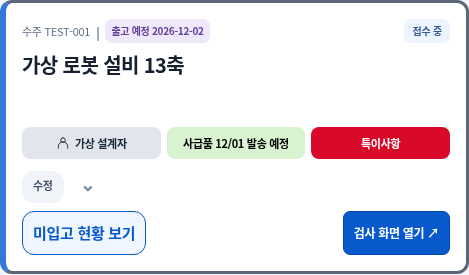 수주 TEST-001 | 출고 예정 2026-12-02 접수 중
가상 로봇 설비 13축
가상 설계자 사급품 12/01 발송 예정 특이사항
수정
미입고 현황 보기 검사 화면 열기 ↗